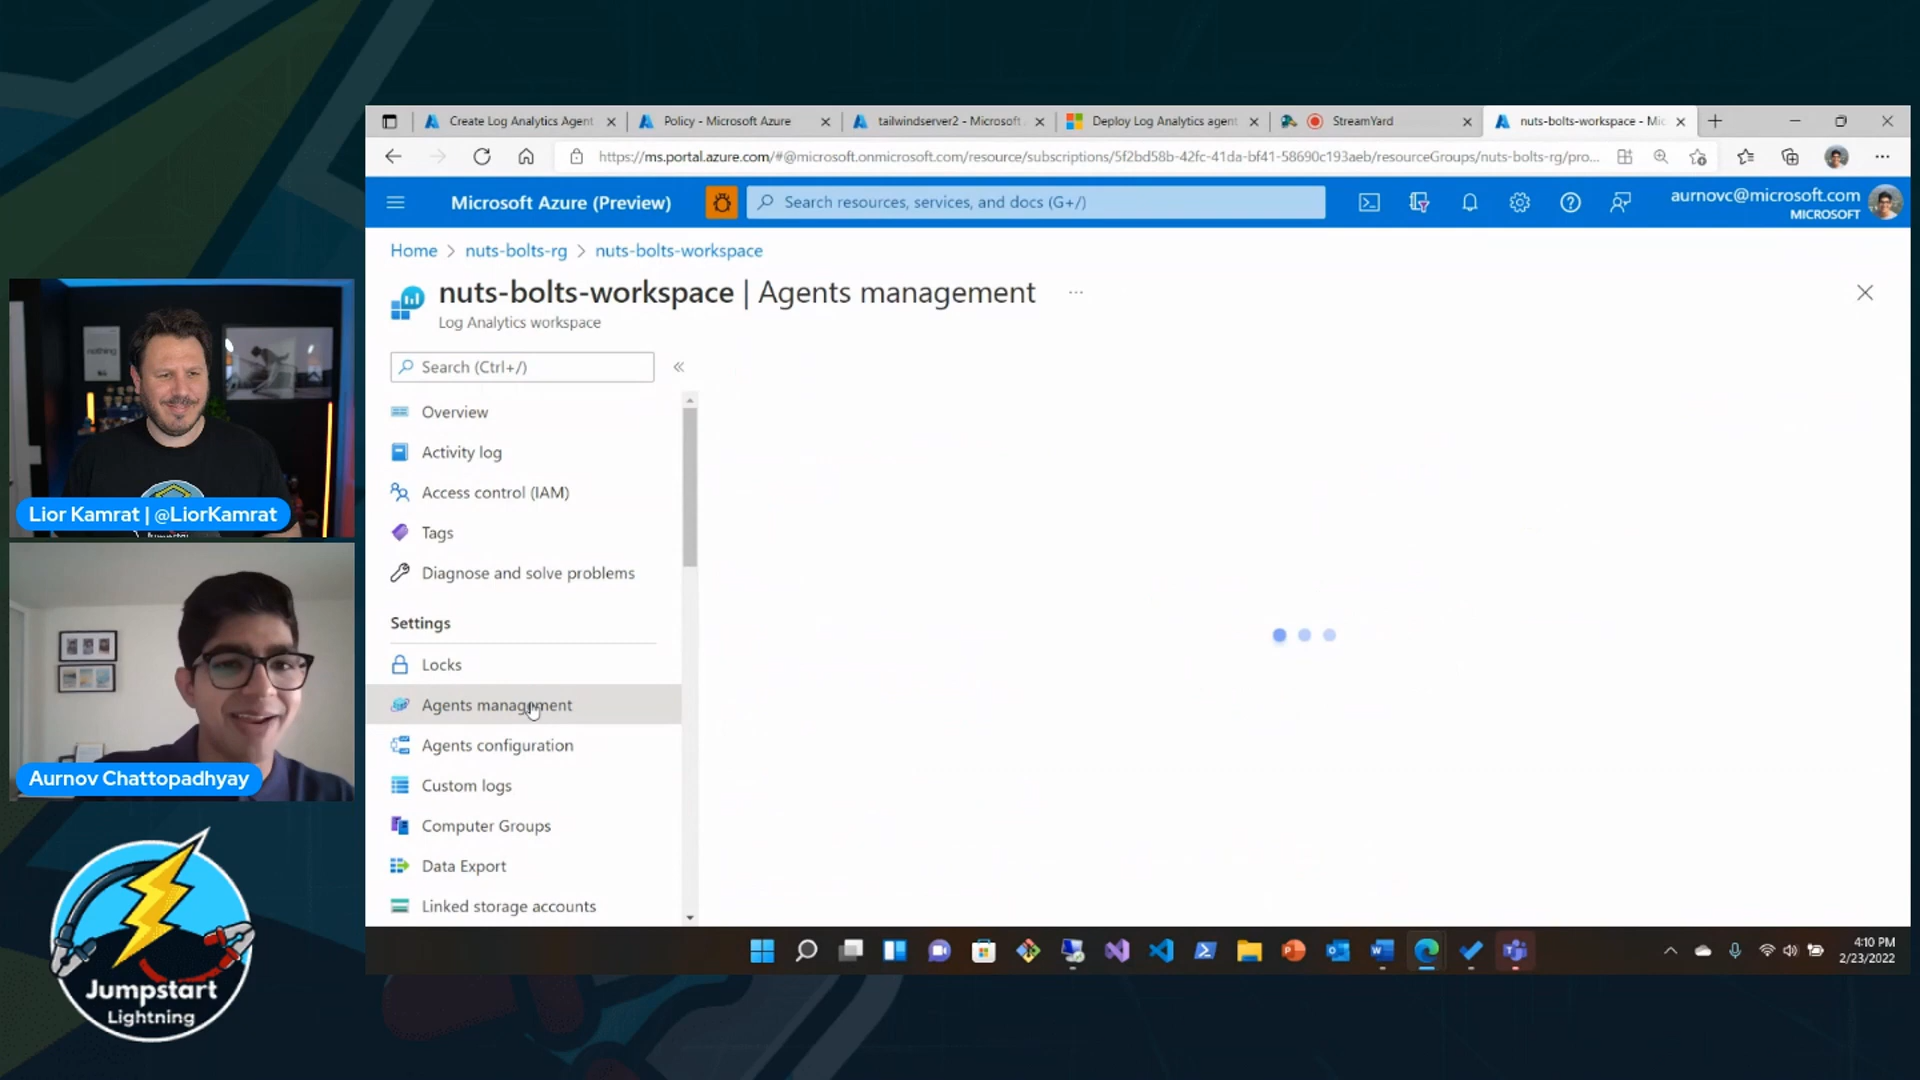 Create Log Analytics Agent
Policy - Microsoft Azure
tailwindserver2 - Microsoft
Deploy Log Analytics agent
StreamYard
nuts-bolts-workspace - Mic
https://ms.portal.azure.com/#@microsoft.onmicrosoft.com/resource/subscriptions/5f2bd58b-42fc-41da-bf41-58690c193aeb/resourceGroups/nuts-bolts-rg/pro...
Microsoft Azure (Preview)
Search resources, services, and docs (G+/)
aurnovc@microsoft.com
MICROSOFT
Home > nuts-bolts-rg > nuts-bolts-workspace
nuts-bolts-workspace | Agents management ...
Log Analytics workspace
Search (Ctrl+/)
«
Overview
Activity log
Access control (IAM)
Tags
Diagnose and solve problems
Settings
Locks
Agents management
Agents configuration
Custom logs
Computer Groups
Data Export
Linked storage accounts
nothing
Lior Kamrat | @LiorKamrat
Aurnov Chattopadhyay
Jumpstart
Lightning
4:10 PM
2/23/2022